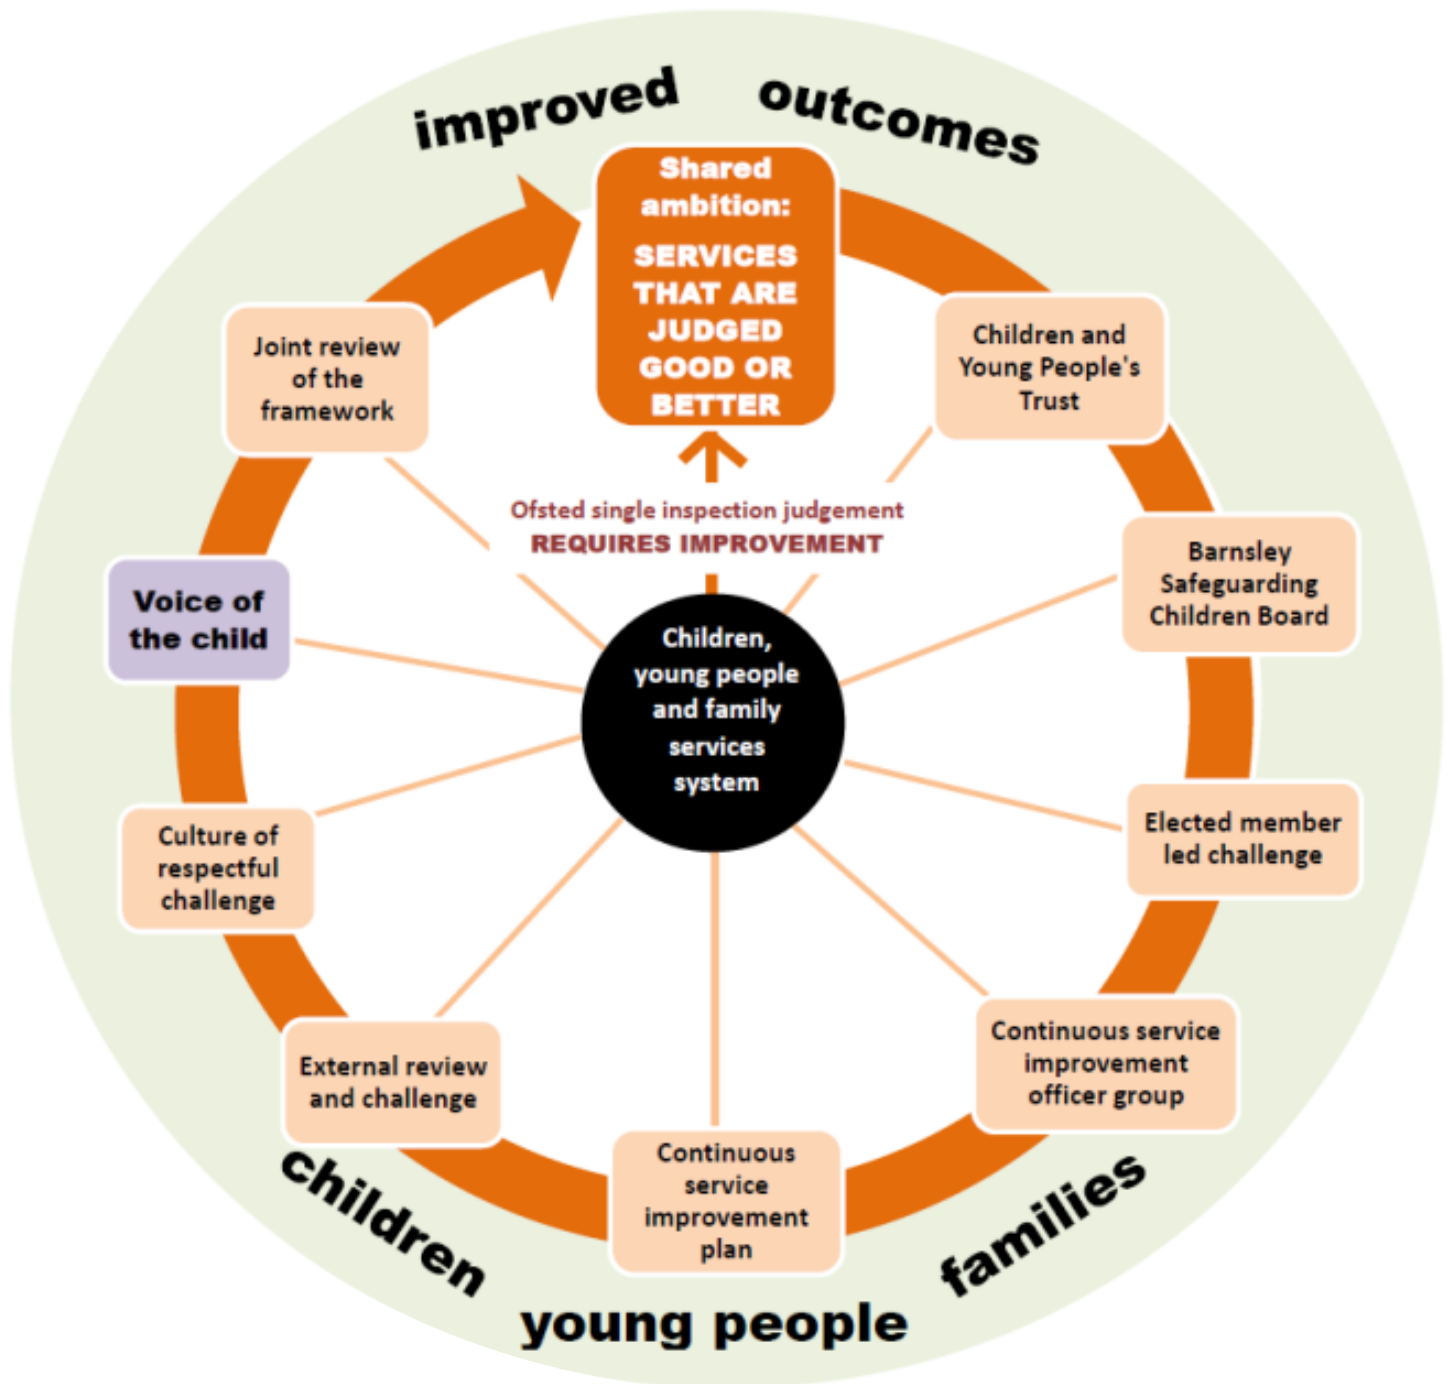 improved outcomes
Shared
ambition:
SERVICES
THAT ARE
JUDGED
GOOD OR
BETTER
Children and
Young People's
Trust
Barnsley
Safeguarding
Children Board
Elected member
led challenge
Continuous service
improvement
officer group
Continuous
service
improvement
plan
External review
and challenge
Culture of
respectful
challenge
Voice of
the child
Joint review
of the
framework
Ofsted single inspection judgement
REQUIRES IMPROVEMENT
Children,
young people
and family
services
system
children
young people
families